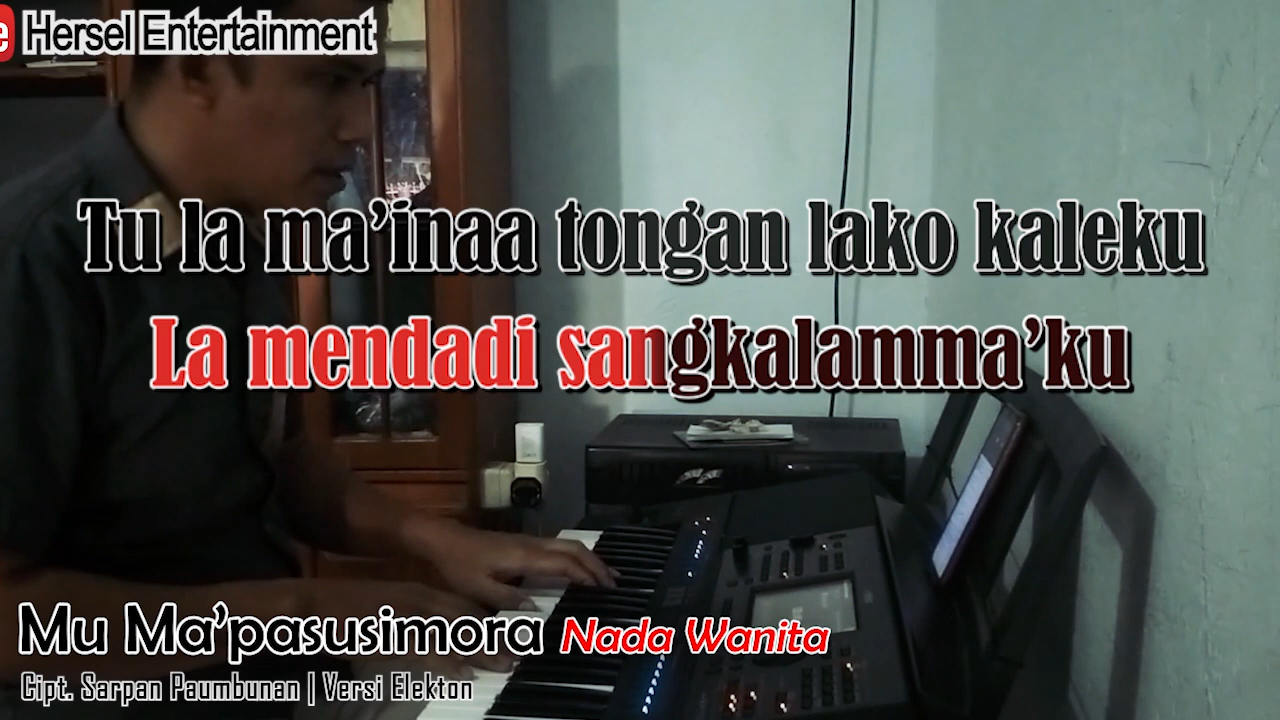 e Hersel Entertainment
Tu la ma'inaa tongan lako kaleku
La mendadi sangkalamma'ku
Mu Ma'pasusimora Nada Wanita
Cipt. Sarpan Paumbunan | Versi Elekton